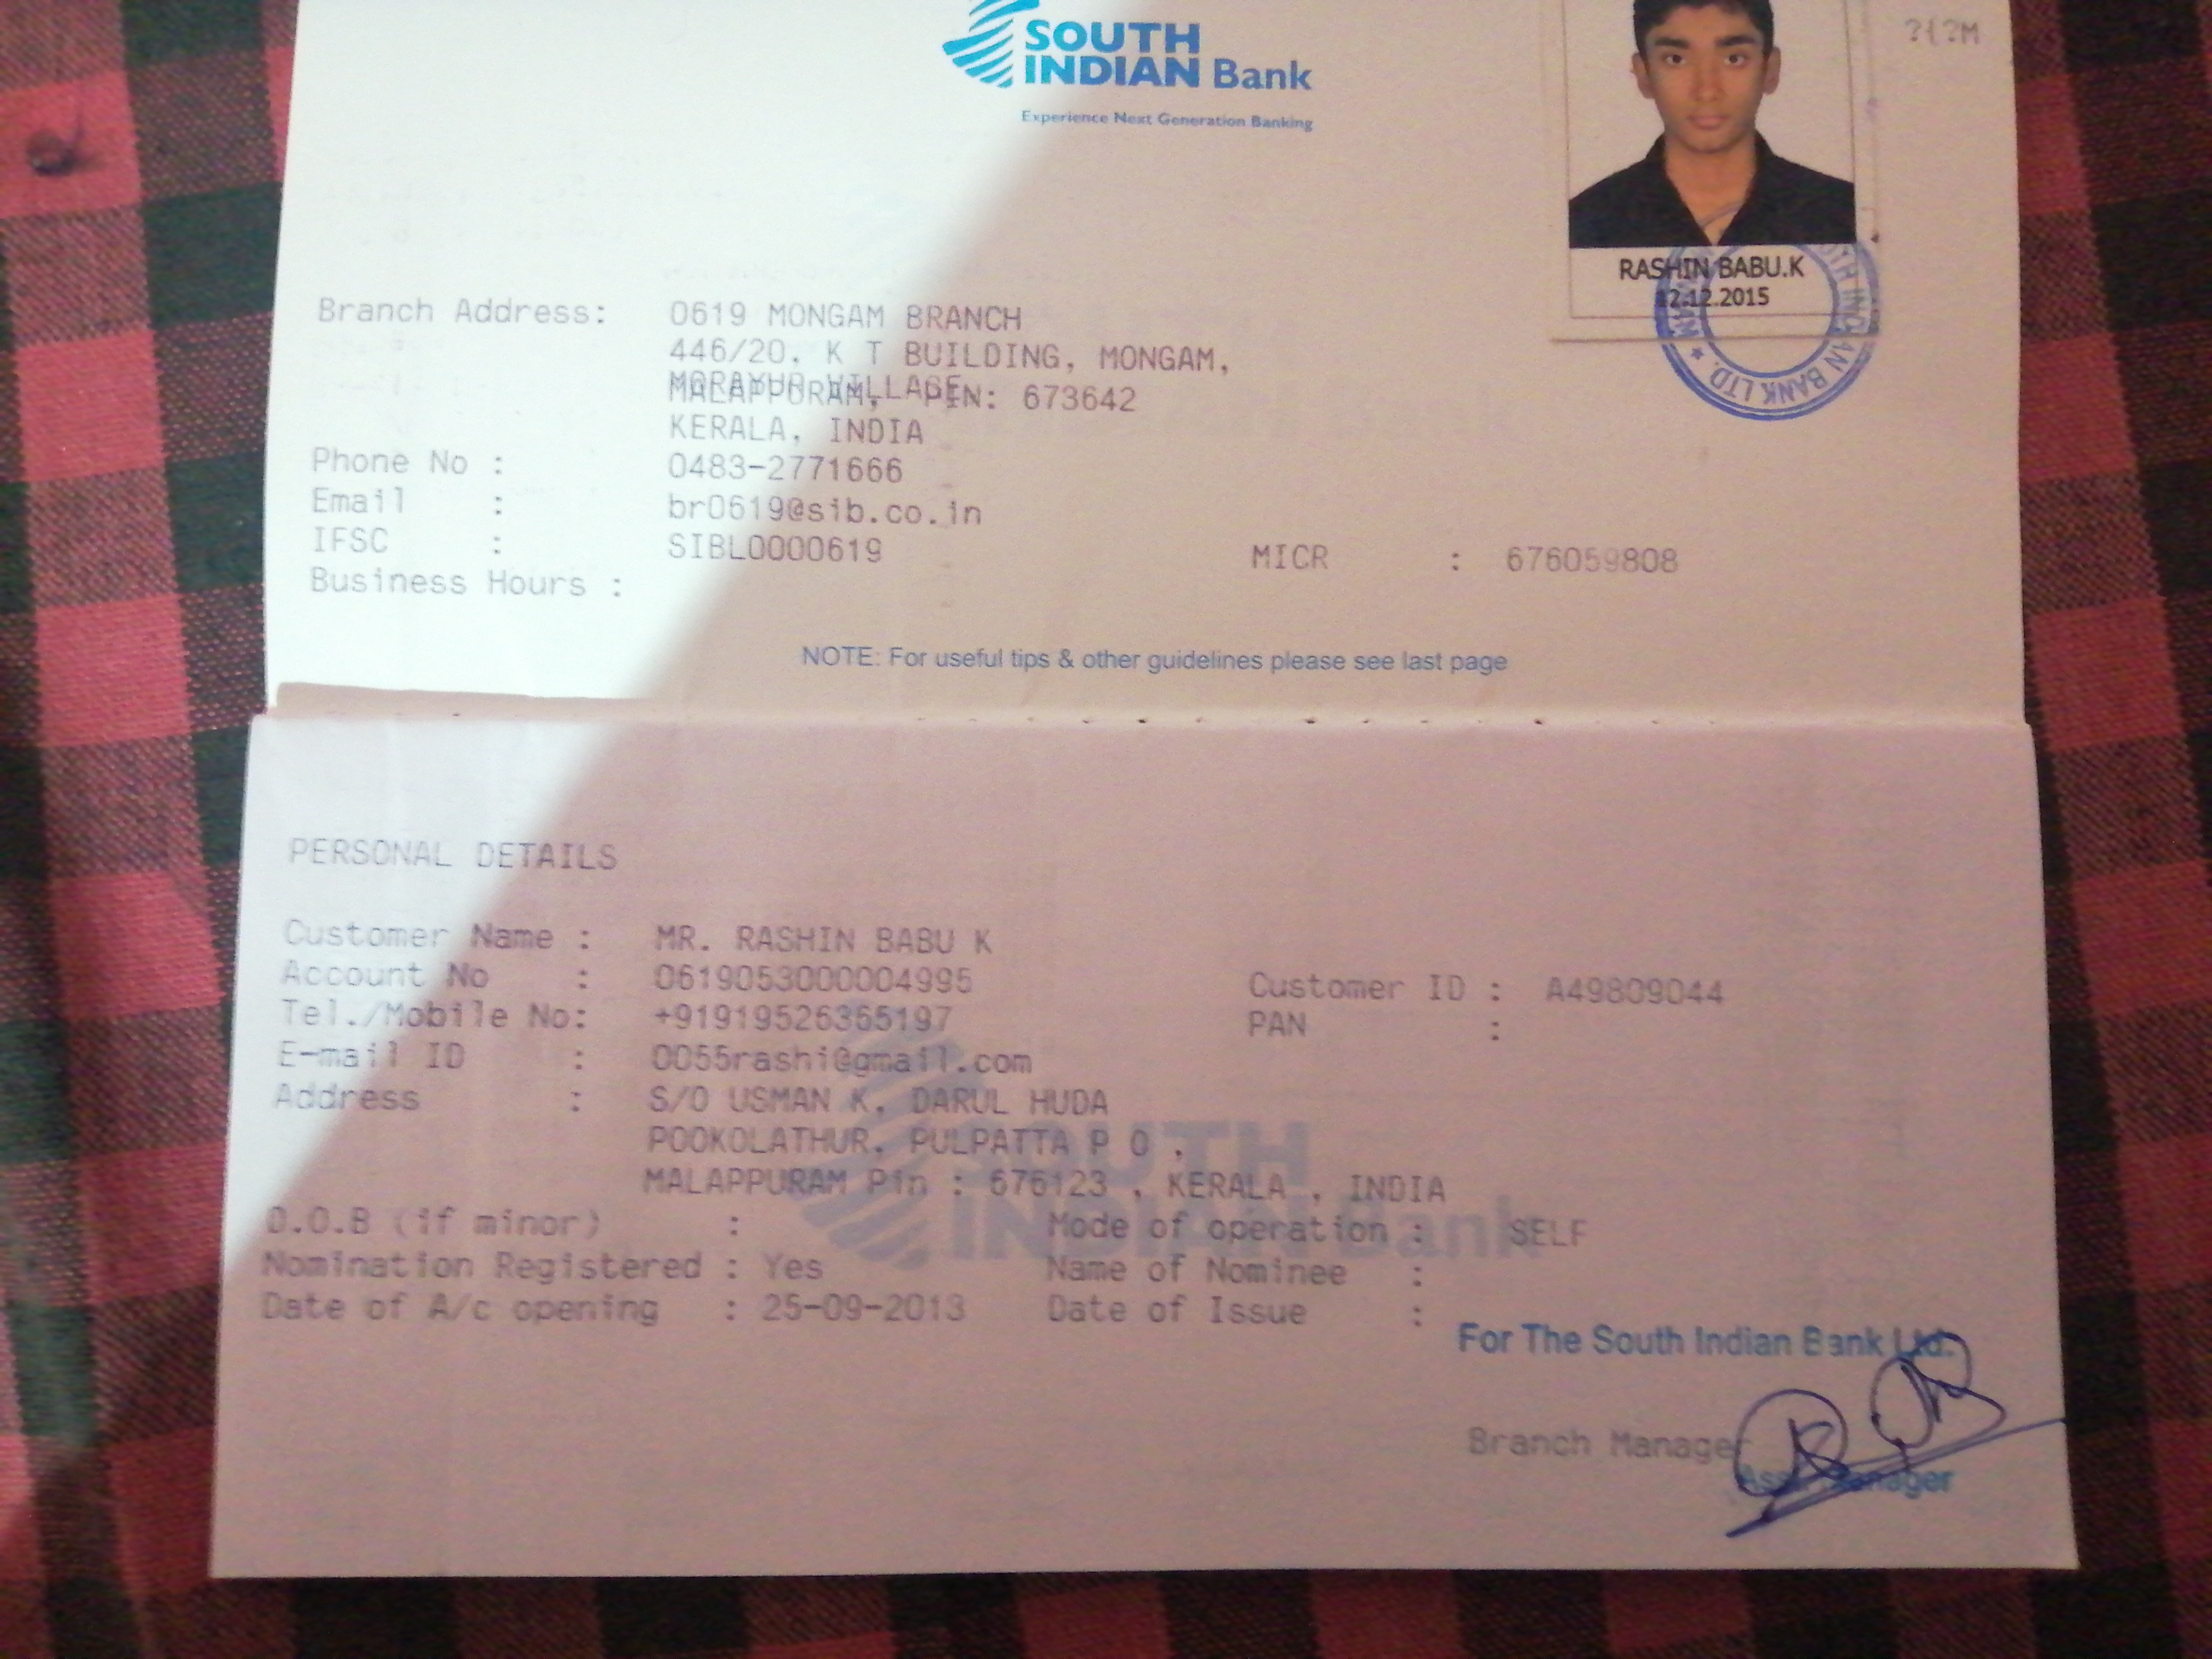 SOUTH
INDIAN Bank
Experience Next Generation Banking
RASHIN BABU.K
12.12.2015
SOUTH INDIAN BANK LTD. ★
Branch Address: 0619 MONGAM BRANCH
446/20, K T BUILDING, MONGAM,
MORAYUR VILLAGE
MALAPPURAM, PIN: 673642
KERALA, INDIA
Phone No : 0483-2771666
Email : br0619@sib.co.in
IFSC : SIBL0000619 MICR : 676059808
Business Hours :
NOTE: For useful tips & other guidelines please see last page
PERSONAL DETAILS
Customer Name : MR. RASHIN BABU K
Account No : 0619053000004995 Customer ID : A49809044
Tel./Mobile No: +91919526365197 PAN :
E-mail ID : 0055rashi@gmail.com
Address : S/O USMAN K, DARUL HUDA
POOKOLATHUR, PULPATTA P O ,
MALAPPURAM Pin : 676123 , KERALA , INDIA
SOUTH
INDIAN Bank
D.O.B (if minor) : Mode of operation : SELF
Nomination Registered : Yes Name of Nominee :
Date of A/c opening : 25-09-2013 Date of Issue :
For The South Indian Bank Ltd.
Branch Manager
Asst. Manager